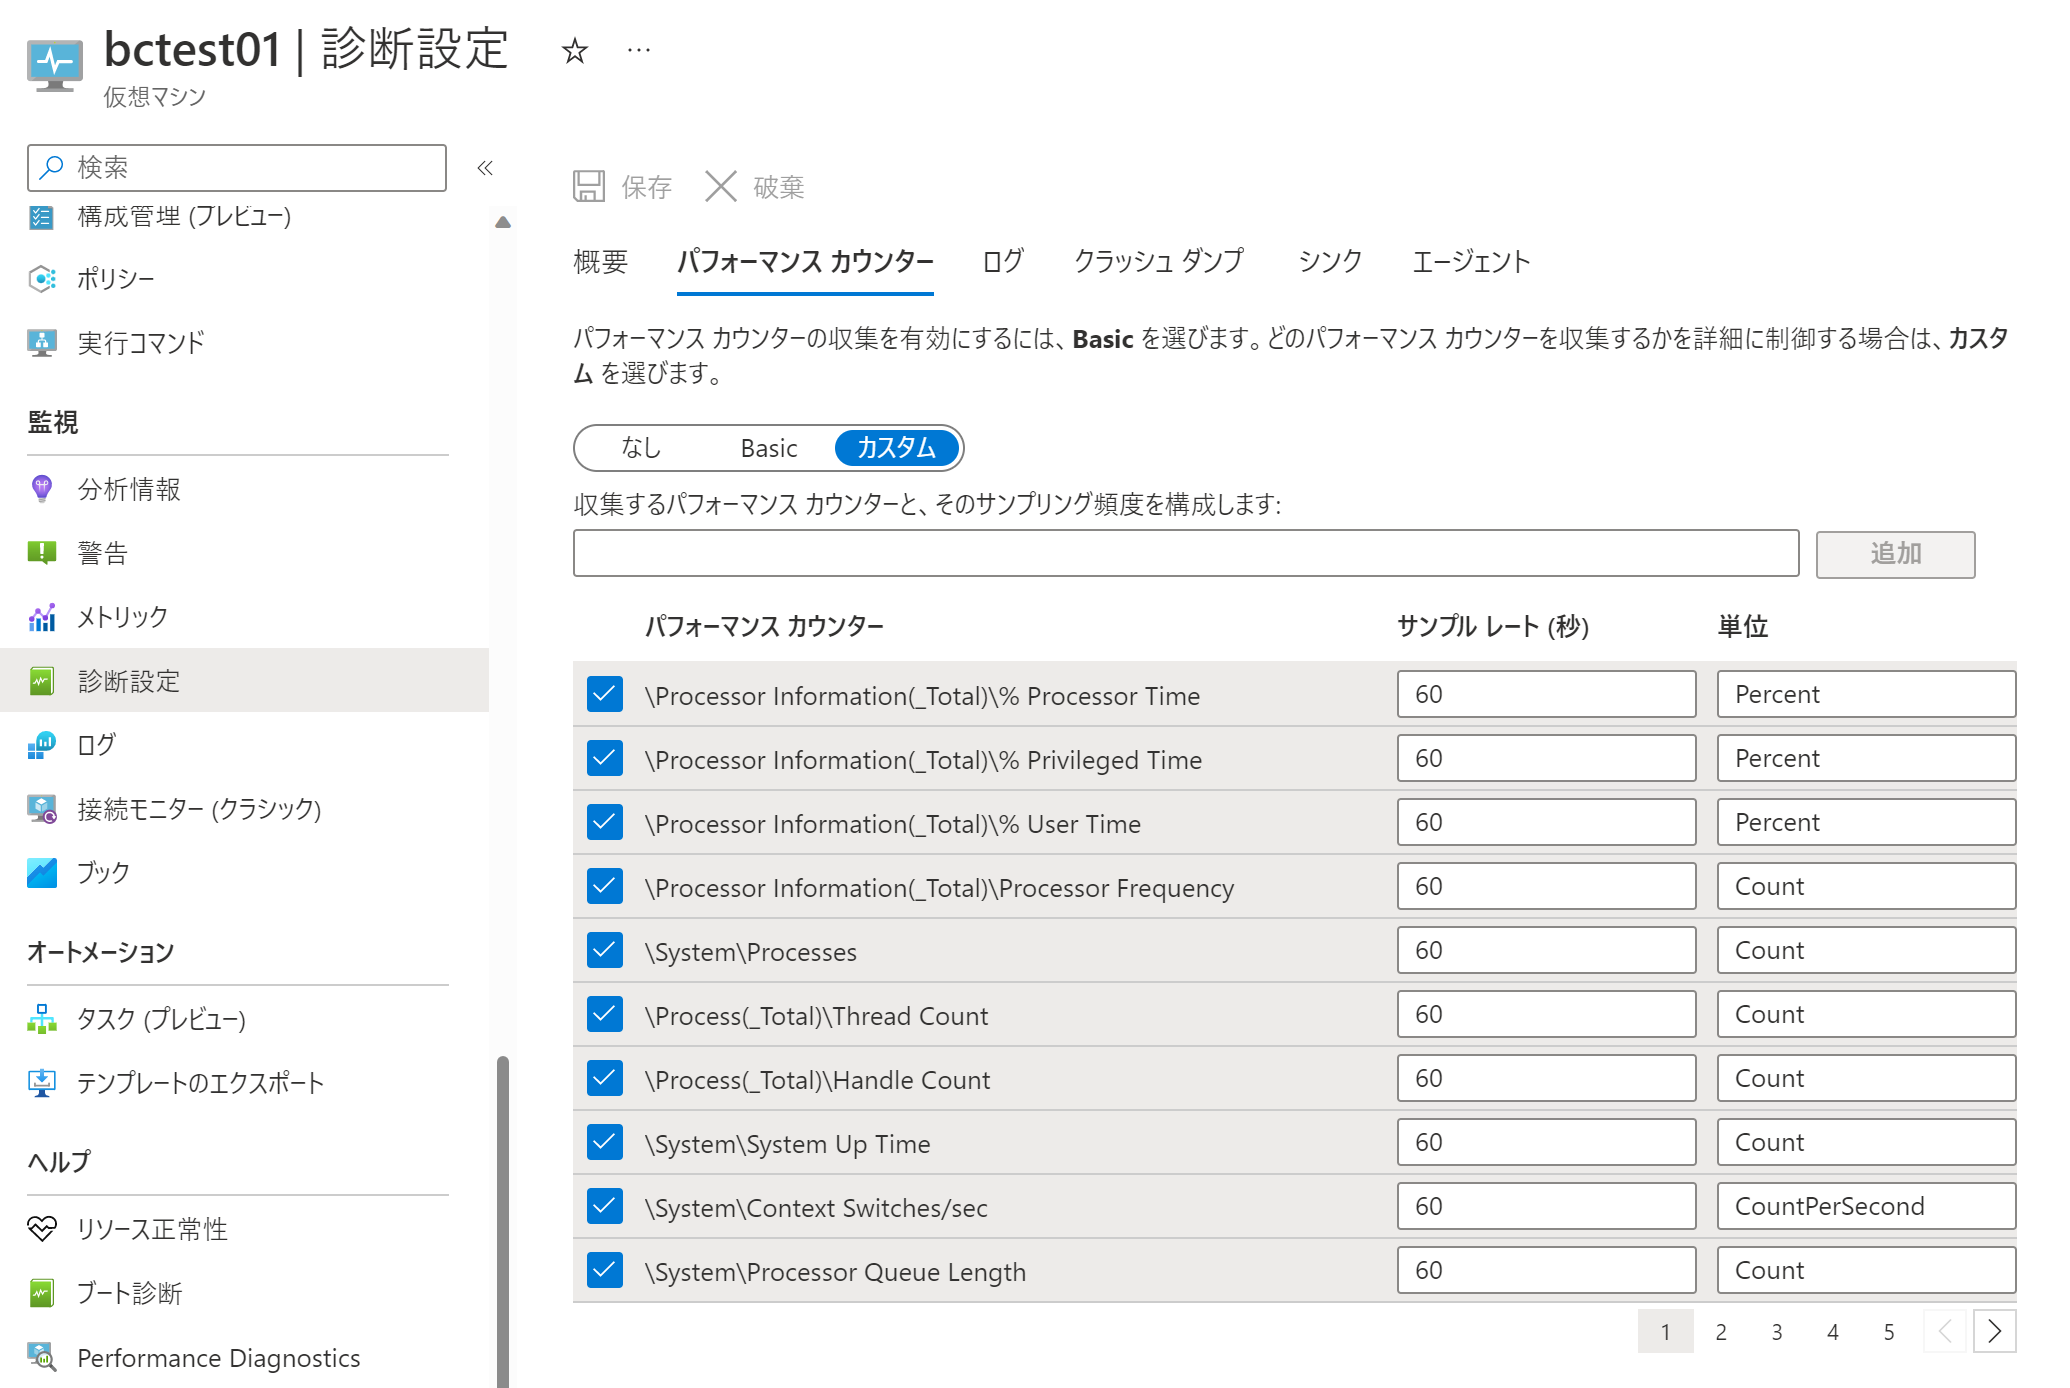 bctest01 | 診断設定
仮想マシン
検索
構成管理 (プレビュー)
ポリシー
実行コマンド
監視
分析情報
警告
メトリック
診断設定
ログ
接続モニター (クラシック)
ブック
オートメーション
タスク (プレビュー)
テンプレートのエクスポート
ヘルプ
リソース正常性
ブート診断
Performance Diagnostics
保存 破棄
概要 パフォーマンス カウンター ログ クラッシュ ダンプ シンク エージェント
パフォーマンス カウンターの収集を有効にするには、Basic を選びます。どのパフォーマンス カウンターを収集するかを詳細に制御する場合は、カスタ
ム を選びます。
なし Basic カスタム
収集するパフォーマンス カウンターと、そのサンプリング頻度を構成します:
追加
パフォーマンス カウンター サンプル レート (秒) 単位
\Processor Information(_Total)\% Processor Time 60 Percent
\Processor Information(_Total)\% Privileged Time 60 Percent
\Processor Information(_Total)\% User Time 60 Percent
\Processor Information(_Total)\Processor Frequency 60 Count
\System\Processes 60 Count
\Process(_Total)\Thread Count 60 Count
\Process(_Total)\Handle Count 60 Count
\System\System Up Time 60 Count
\System\Context Switches/sec 60 CountPerSecond
\System\Processor Queue Length 60 Count
1 2 3 4 5